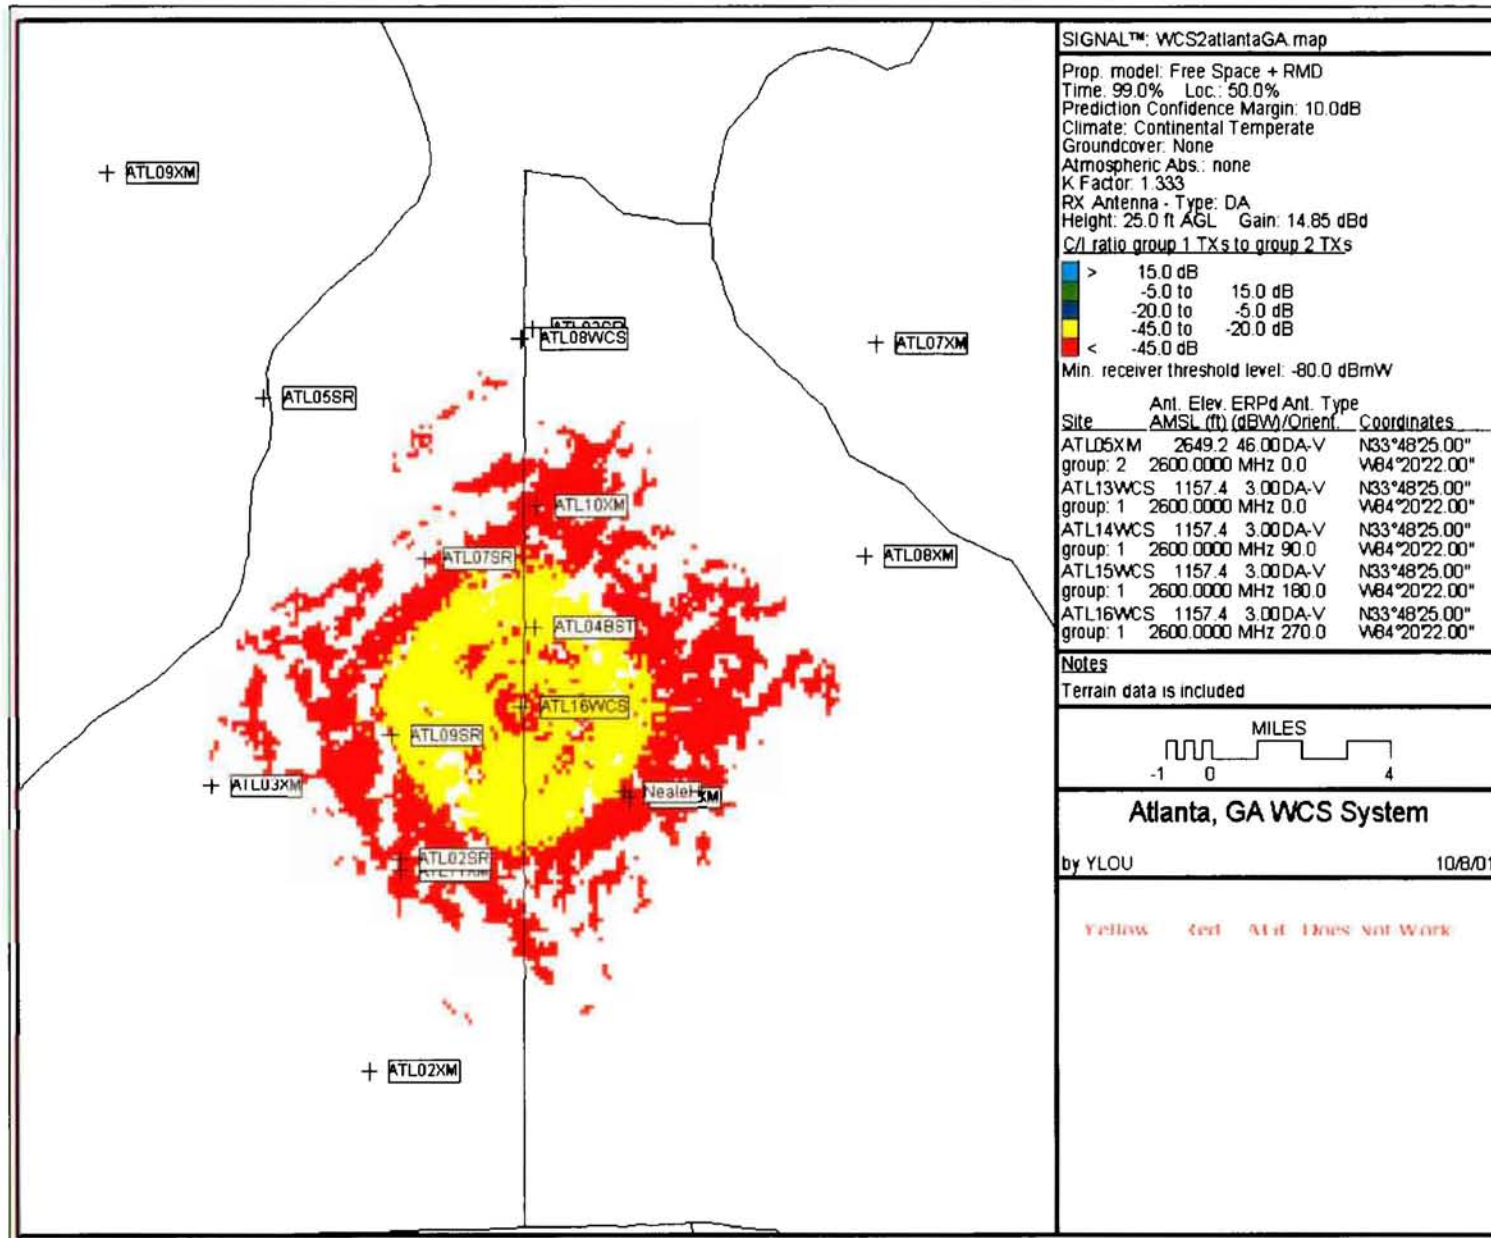 SIGNAL™: WCS2atlantaGA.map
Prop. model: Free Space + RMD
Time: 99.0% Loc.: 50.0%
Prediction Confidence Margin: 10.0dB
Climate: Continental Temperate
Groundcover: None
Atmospheric Abs.: none
K Factor: 1.333
RX Antenna - Type: DA
Height: 25.0 ft AGL Gain: 14.85 dBd
C/I ratio group 1 TXs to group 2 TXs
> 15.0 dB
-5.0 to 15.0 dB
-20.0 to -5.0 dB
-45.0 to -20.0 dB
< -45.0 dB
Min. receiver threshold level: -80.0 dBmW
Ant. Elev. ERPd Ant. Type
Site AMSL (ft) (dBW)/Orient. Coordinates
ATL05XM 2649.2 46.00 DA-V N33°48'25.00"
group: 2 2600.0000 MHz 0.0 W84°20'22.00"
ATL13WCS 1157.4 3.00 DA-V N33°48'25.00"
group: 1 2600.0000 MHz 0.0 W84°20'22.00"
ATL14WCS 1157.4 3.00 DA-V N33°48'25.00"
group: 1 2600.0000 MHz 90.0 W84°20'22.00"
ATL15WCS 1157.4 3.00 DA-V N33°48'25.00"
group: 1 2600.0000 MHz 180.0 W84°20'22.00"
ATL16WCS 1157.4 3.00 DA-V N33°48'25.00"
group: 1 2600.0000 MHz 270.0 W84°20'22.00"
Notes
Terrain data is included
MILES
-1 0 4
Atlanta, GA WCS System
by YLOU 10/8/01
Yellow Red Does Not Work
ATL09XM
ATL08WCS
ATL07XM
ATL05SR
ATL10XM
ATL07SR
ATL08XM
ATL04BST
ATL16WCS
ATL09SR
ATL03XM
XM
ATL02SR
ATL11XM
ATL02XM